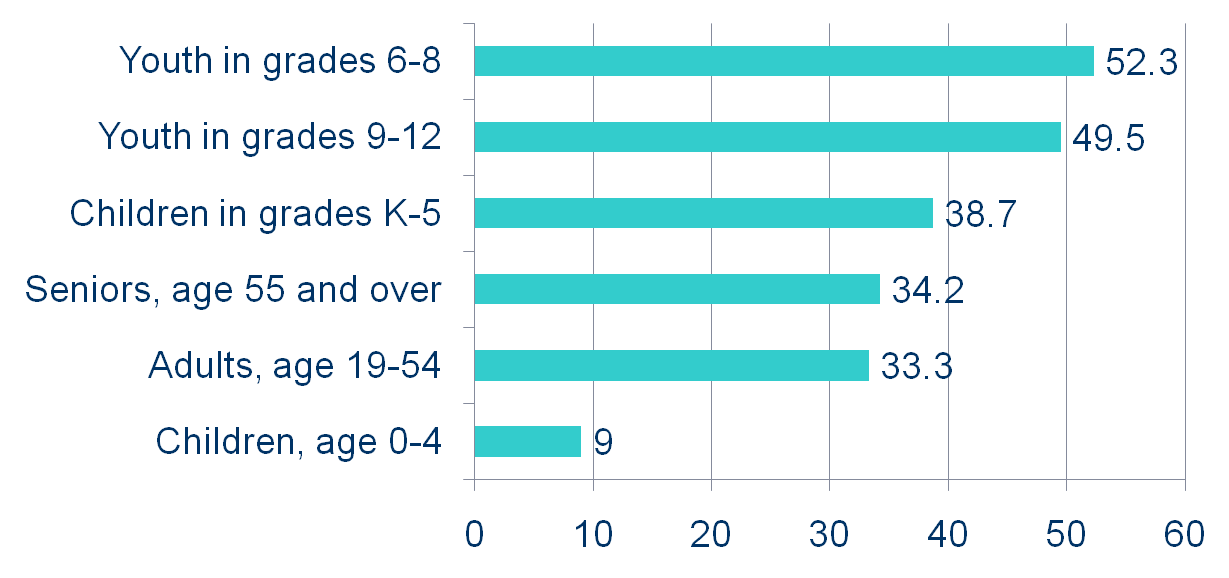 Youth in grades 6-8
52.3
Youth in grades 9-12
49.5
Children in grades K-5
38.7
Seniors, age 55 and over
34.2
Adults, age 19-54
33.3
Children, age 0-4
9
0 10 20 30 40 50 60